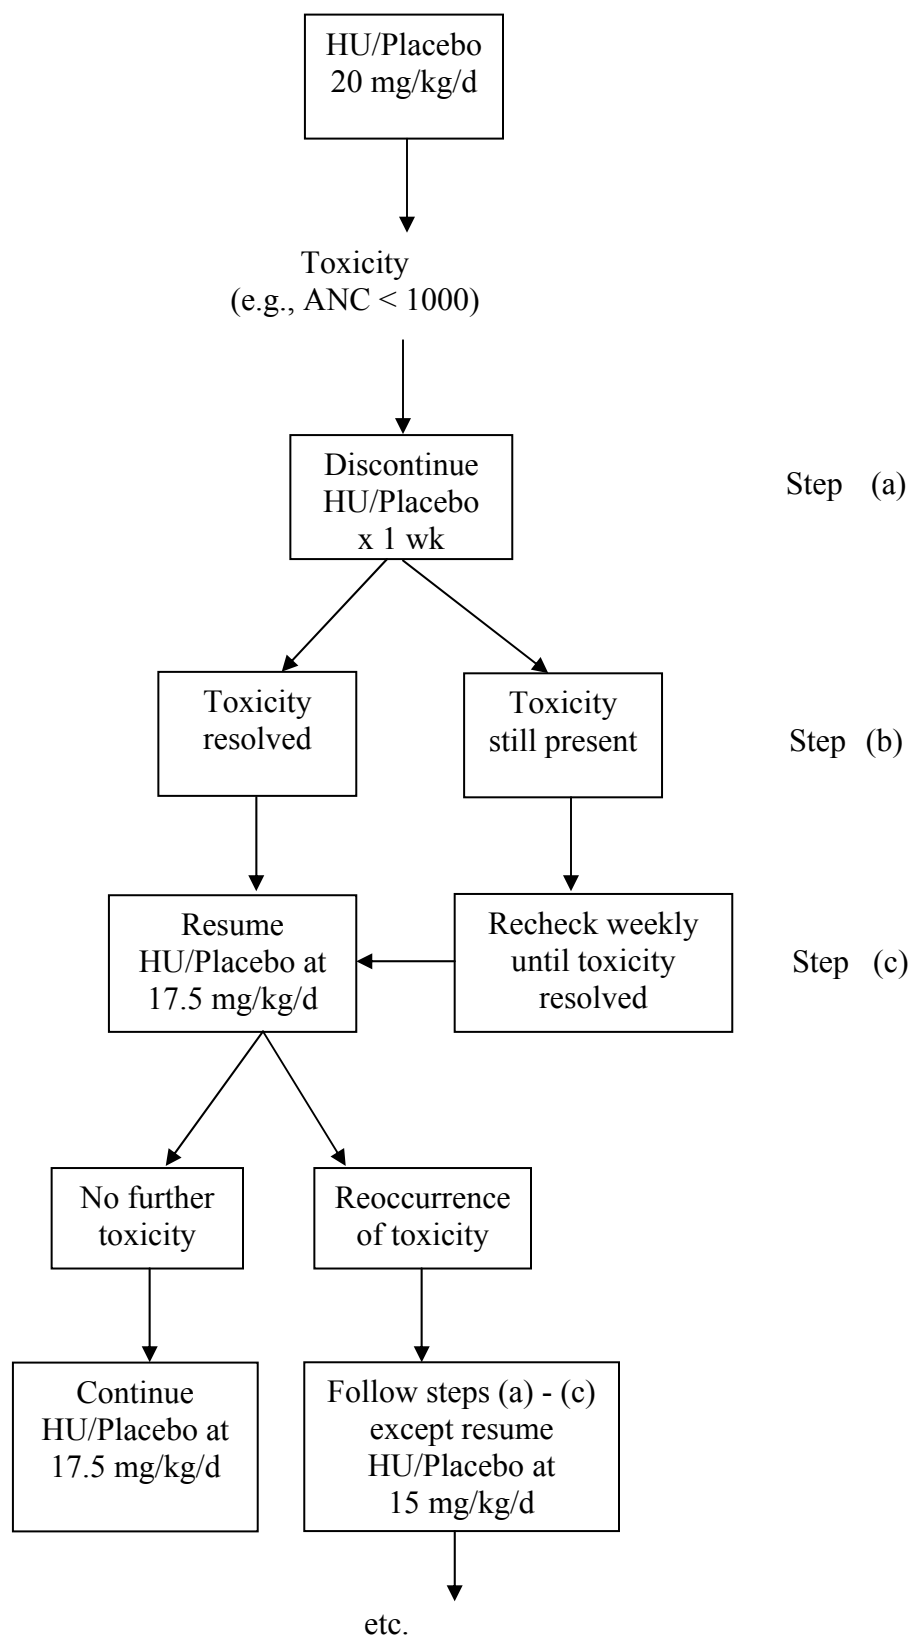 HU/Placebo
20 mg/kg/d
Toxicity
(e.g., ANC < 1000)
Discontinue
HU/Placebo
x 1 wk
Step (a)
Toxicity
resolved
Toxicity
still present
Step (b)
Resume
HU/Placebo at
17.5 mg/kg/d
Recheck weekly
until toxicity
resolved
Step (c)
No further
toxicity
Reoccurrence
of toxicity
Continue
HU/Placebo at
17.5 mg/kg/d
Follow steps (a) - (c)
except resume
HU/Placebo at
15 mg/kg/d
etc.